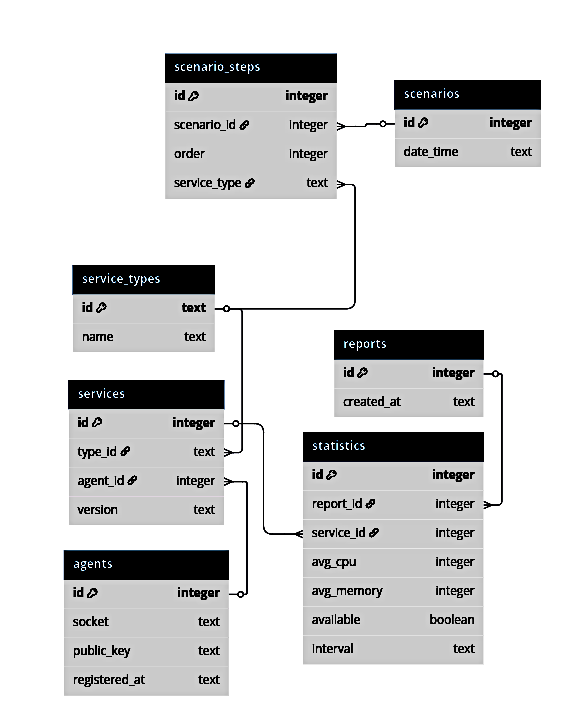 scenario_steps
id integer
scenario_id integer
order integer
service_type text
scenarios
id integer
date_time text
service_types
id text
name text
reports
id integer
created_at text
services
id integer
type_id text
agent_id integer
version text
statistics
id integer
report_id integer
service_id integer
avg_cpu integer
avg_memory integer
available boolean
interval text
agents
id integer
socket text
public_key text
registered_at text